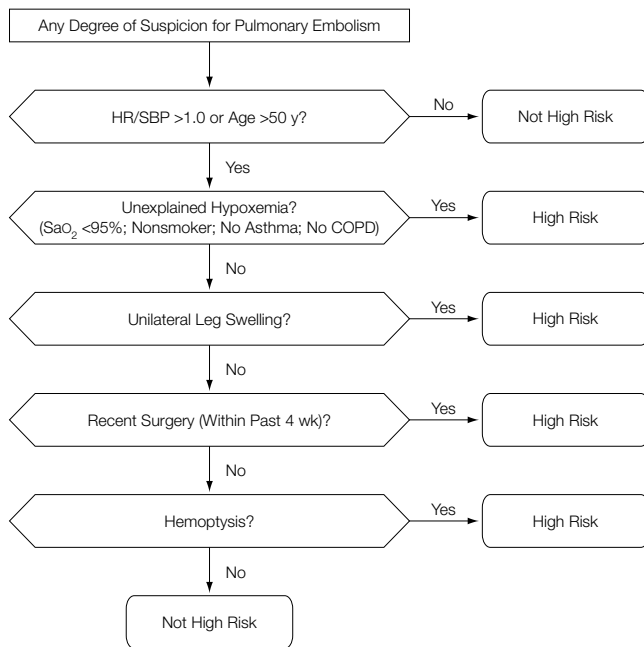 Any Degree of Suspicion for Pulmonary Embolism
HR/SBP >1.0 or Age >50 y?
No
Not High Risk
Yes
Unexplained Hypoxemia?
(SaO₂ <95%; Nonsmoker; No Asthma; No COPD)
Yes
High Risk
No
Unilateral Leg Swelling?
Yes
High Risk
No
Recent Surgery (Within Past 4 wk)?
Yes
High Risk
No
Hemoptysis?
Yes
High Risk
No
Not High Risk